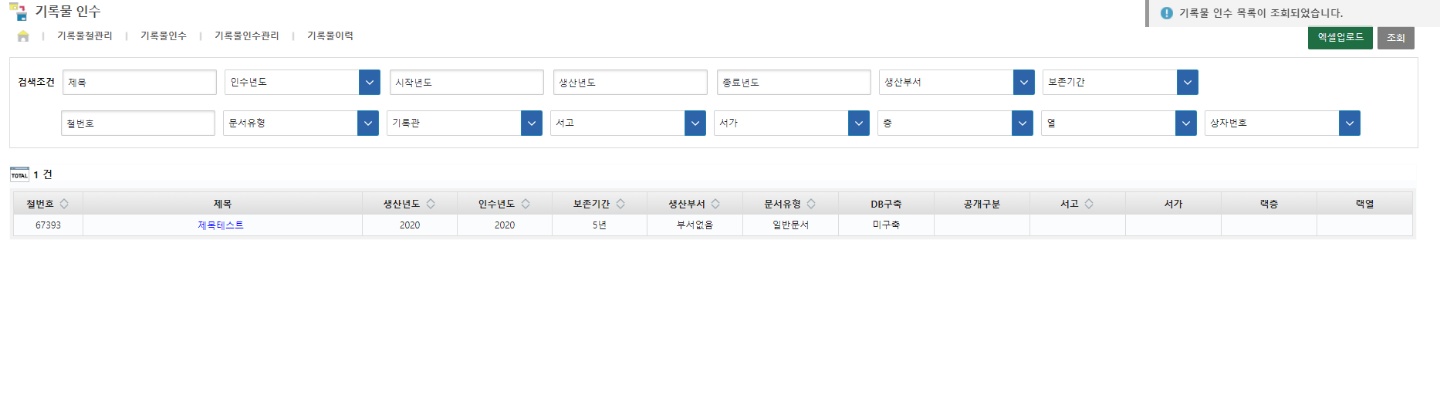 기록물 인수
기록물 인수 목록이 조회되었습니다.
기록물철관리 | 기록물인수 | 기록물인수관리 | 기록물이력
엑셀업로드 조회
검색조건 제목 인수년도 시작년도 생산년도 종료년도 생산부서 보존기간
철번호 문서유형 기록관 서고 서가 층 열 상자번호
TOTAL 1 건
철번호 제목 생산년도 인수년도 보존기간 생산부서 문서유형 DB구축 공개구분 서고 서가 랙층 랙열
67393 제목테스트 2020 2020 5년 부서없음 일반문서 미구축